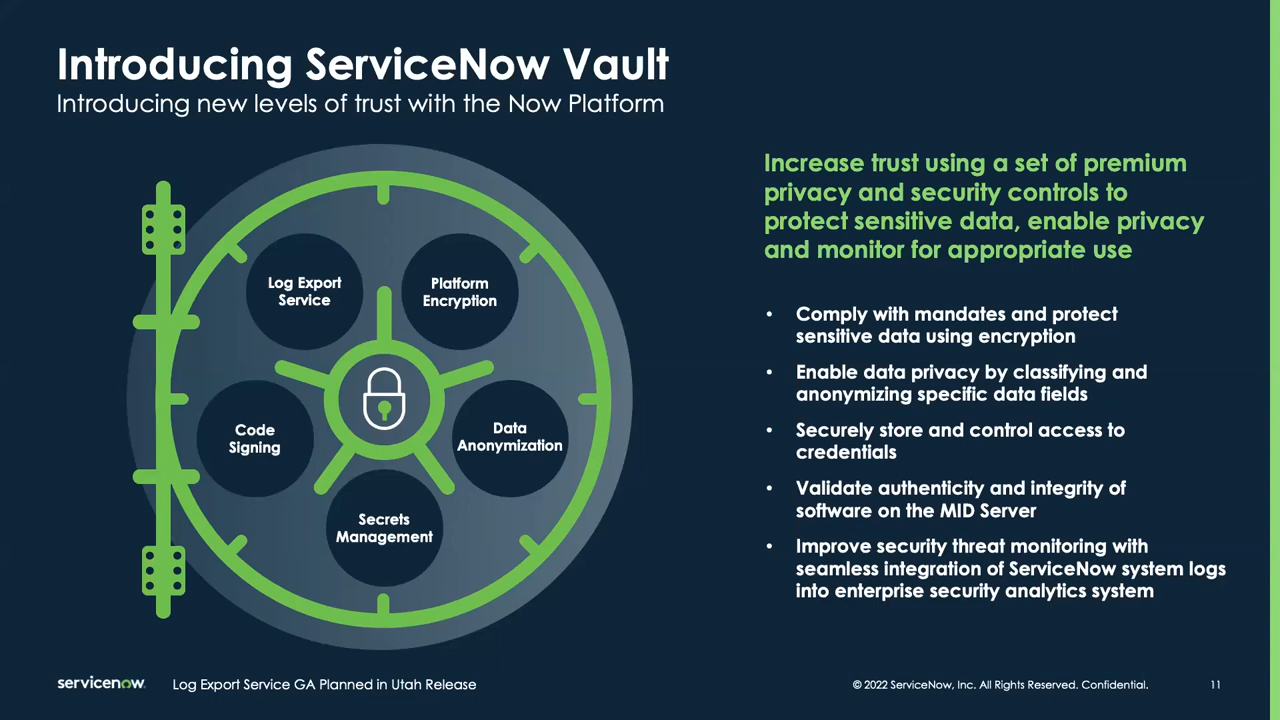 Introducing ServiceNow Vault
Introducing new levels of trust with the Now Platform
Log Export
Service
Platform
Encryption
Code
Signing
Data
Anonymization
Secrets
Management
Increase trust using a set of premium
privacy and security controls to
protect sensitive data, enable privacy
and monitor for appropriate use
• Comply with mandates and protect
sensitive data using encryption
• Enable data privacy by classifying and
anonymizing specific data fields
• Securely store and control access to
credentials
• Validate authenticity and integrity of
software on the MID Server
• Improve security threat monitoring with
seamless integration of ServiceNow system logs
into enterprise security analytics system
servicenow.
Log Export Service GA Planned in Utah Release
© 2022 ServiceNow, Inc. All Rights Reserved. Confidential.
11